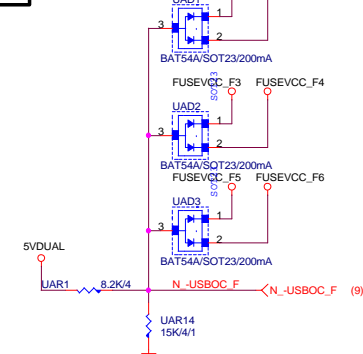 UAD1
1
3
2
BAT54A/SOT23/200mA
FUSEVCC_F3 FUSEVCC_F4
SOT23
UAD2
1
3
2
BAT54A/SOT23/200mA
FUSEVCC_F5 FUSEVCC_F6
UAD3
1
3
2
BAT54A/SOT23/200mA
5VDUAL
UAR1 8.2K/4 N_-USBOC_F N_-USBOC_F (9)
UAR14
15K/4/1